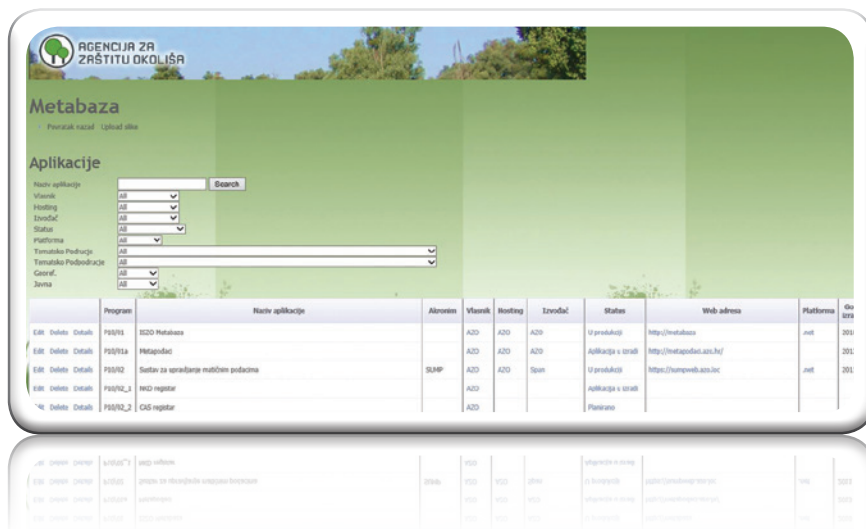 AGENCIJA ZA
ZAŠTITU OKOLIŠA
Metabaza
Povratak nazad Upload slike
Aplikacije
Naziv aplikacije Search
Vlasnik All
Hosting All
Izvođač All
Status All
Platforma All
Tematsko Područje All
Tematsko Podpodručje All
Georef. All
Javna All
Program Naziv aplikacije Akronim Vlasnik Hosting Izvođač Status Web adresa Platforma
Edit Delete Details P10/01 ISZO Metabaza AZO AZO AZO U produkciji http://metabaza .net
Edit Delete Details P10/01a Metapodaci AZO AZO AZO Aplikacija u izradi http://metapodaci.azo.hr/
Edit Delete Details P10/02 Sustav za upravljanje matičnim podacima SUMP AZO AZO Span U produkciji https://sumpweb.azo.loc .net
Edit Delete Details P10/02_1 NKD registar AZO Aplikacija u izradi
Delete Details P10/02_2 CAS registar AZO Planirano